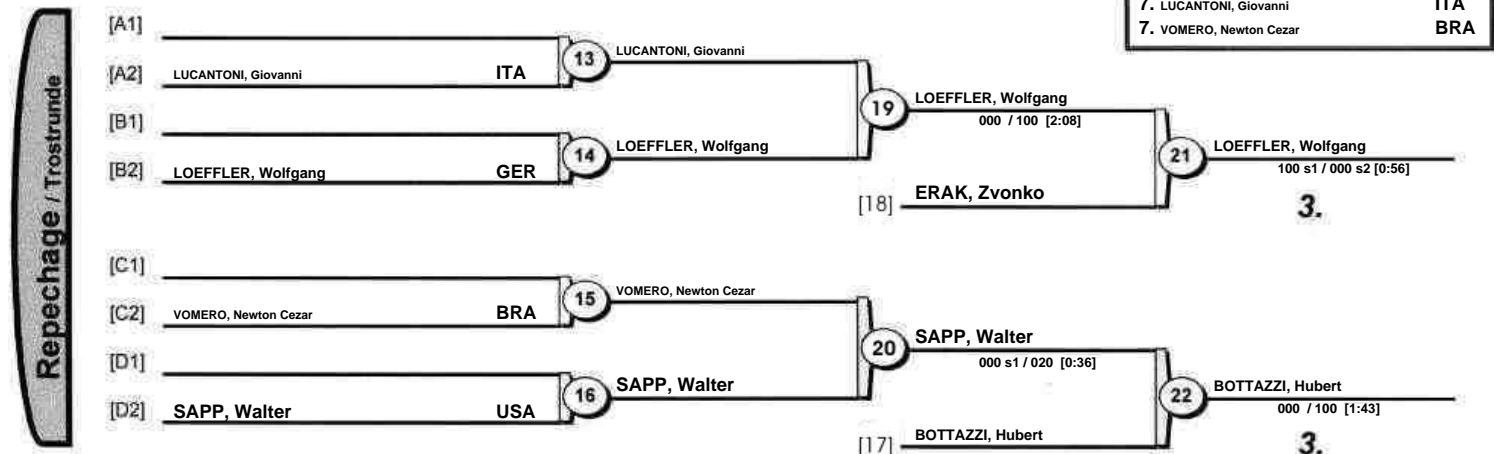 7. LUCANTONI, Giovanni ITA
7. VOMERO, Newton Cezar BRA
Repechage / Trostrunde
[A1]
[A2] LUCANTONI, Giovanni ITA
13 LUCANTONI, Giovanni
[B1]
[B2] LOEFFLER, Wolfgang GER
14 LOEFFLER, Wolfgang
19 LOEFFLER, Wolfgang
000 / 100 [2:08]
[18] ERAK, Zvonko
21 LOEFFLER, Wolfgang
100 s1 / 000 s2 [0:56]
3.
[C1]
[C2] VOMERO, Newton Cezar BRA
15 VOMERO, Newton Cezar
[D1]
[D2] SAPP, Walter USA
16 SAPP, Walter
20 SAPP, Walter
000 s1 / 020 [0:36]
[17] BOTTAZZI, Hubert
22 BOTTAZZI, Hubert
000 / 100 [1:43]
3.